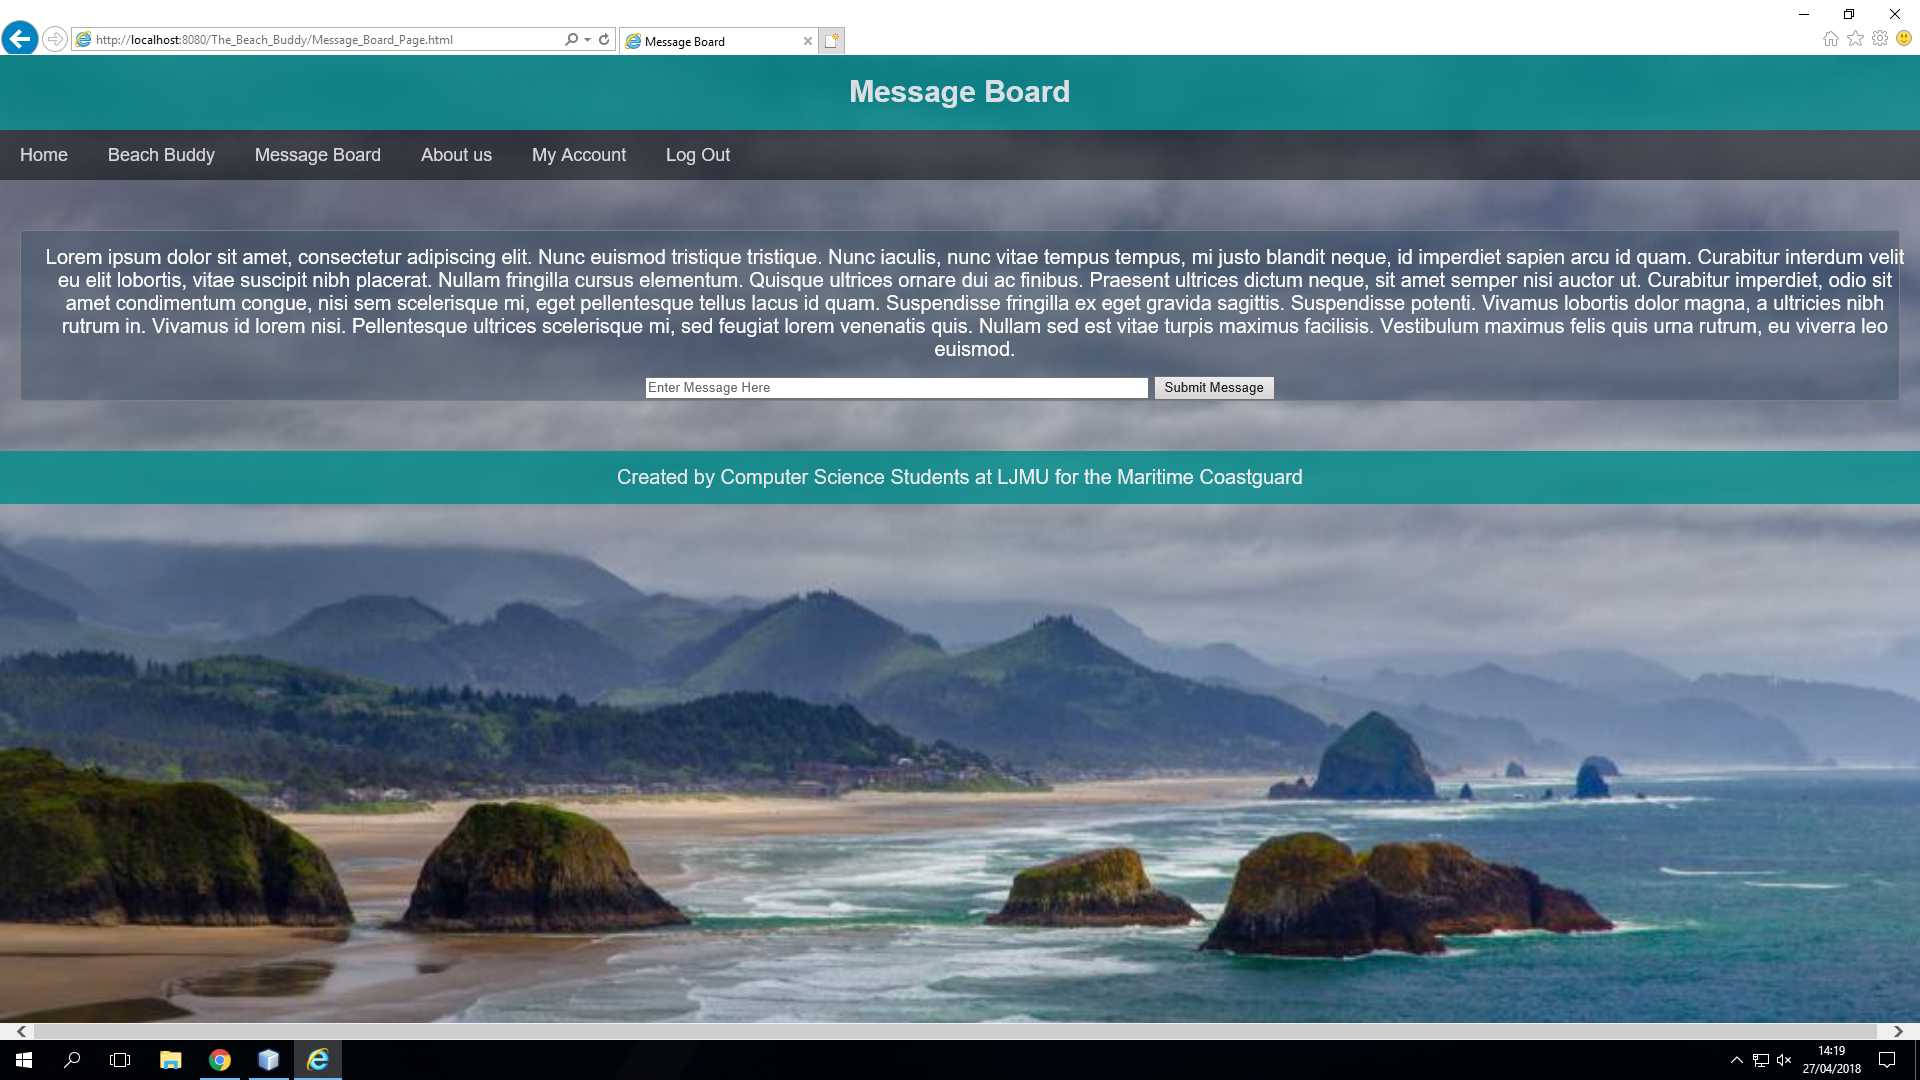 http://localhost:8080/The_Beach_Buddy/Message_Board_Page.html
Message Board
Message Board
Home Beach Buddy Message Board About us My Account Log Out
Lorem ipsum dolor sit amet, consectetur adipiscing elit. Nunc euismod tristique tristique. Nunc iaculis, nunc vitae tempus tempus, mi justo blandit neque, id imperdiet sapien arcu id quam. Curabitur interdum velit
eu elit lobortis, vitae suscipit nibh placerat. Nullam fringilla cursus elementum. Quisque ultrices ornare dui ac finibus. Praesent ultrices dictum neque, sit amet semper nisi auctor ut. Curabitur imperdiet, odio sit
amet condimentum congue, nisi sem scelerisque mi, eget pellentesque tellus lacus id quam. Suspendisse fringilla ex eget gravida sagittis. Suspendisse potenti. Vivamus lobortis dolor magna, a ultricies nibh
rutrum in. Vivamus id lorem nisi. Pellentesque ultrices scelerisque mi, sed feugiat lorem venenatis quis. Nullam sed est vitae turpis maximus facilisis. Vestibulum maximus felis quis urna rutrum, eu viverra leo
euismod.
Enter Message Here Submit Message
Created by Computer Science Students at LJMU for the Maritime Coastguard
14:19
27/04/2018